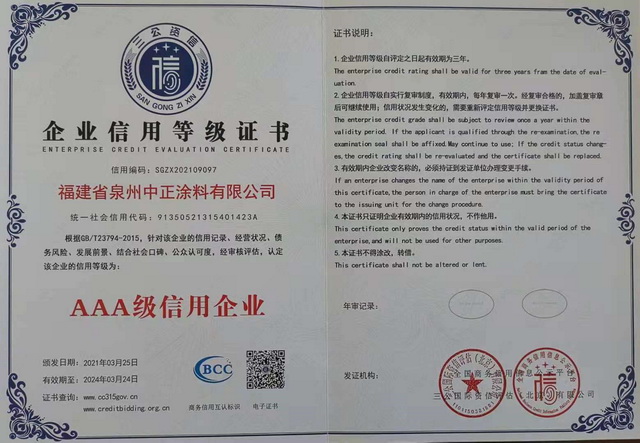 三公资信
SAN GONG ZI XIN
企业信用等级证书
ENTERPRISE CREDIT EVALUATION CERTIFICATE
信用编码：SGZX202109097
福建省泉州中正涂料有限公司
统一社会信用代码：91350521315401423A
根据GB/T23794-2015，针对该企业的信用记录、经营状况、债
务风险、发展前景、结合社会口碑、公众认可度，经审核评估，认定
该企业的信用等级为：
AAA级信用企业
颁发日期：2021年03月25日
有效期至：2024年03月24日
证书查询：www.cc315gov.cn
www.creditbidding.org.cn
BCC
商务信用互认标识
电子证书
证书说明：
1. 企业信用等级自评定之日起有效期为三年。
The enterprise credit rating shall be valid for three years fram the date of eval-
uation.
2. 企业信用等级自实行复审制度，有效期内，每年复审一次。经复审合格的，加盖复审章
后可继续使用；信用状况发生变化的，需要重新评定信用等级并更换证书。
The enterprise credit grade shall be subject to review once a year within the
validity period. If the applicant is qualified through the re-examination, the re
examination seal shall be affixed.May continue to use; If the credit status chang-
es,the credit rating shall be re-evaluated and the certificate shall be replaced.
3. 有效期内企业改变名称的，必须持证到发证单位办理变更手续。
If an enterprise changes the name of the enterprise within the validity period of
this certificate,the person in charge of the enterprise must bring the certificate
to the issuing unit for the change procedure.
4. 本证书只证明企业有效期内的信用状况，不作他用。
This certificate only proves the credit status within the valid period of the
enterprise,and will not be used for other purposes.
5. 本证书不得涂改，转借。
This certificate shall not be altered or lent.
年审记录：
发证机构：